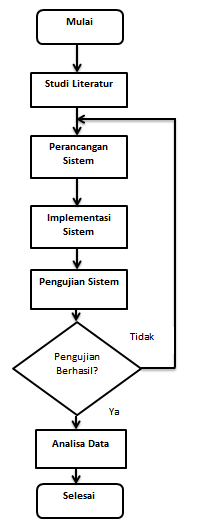 Mulai
Studi Literatur
Perancangan
Sistem
Implementasi
Sistem
Pengujian Sistem
Tidak
Pengujian
Berhasil?
Ya
Analisa Data
Selesai